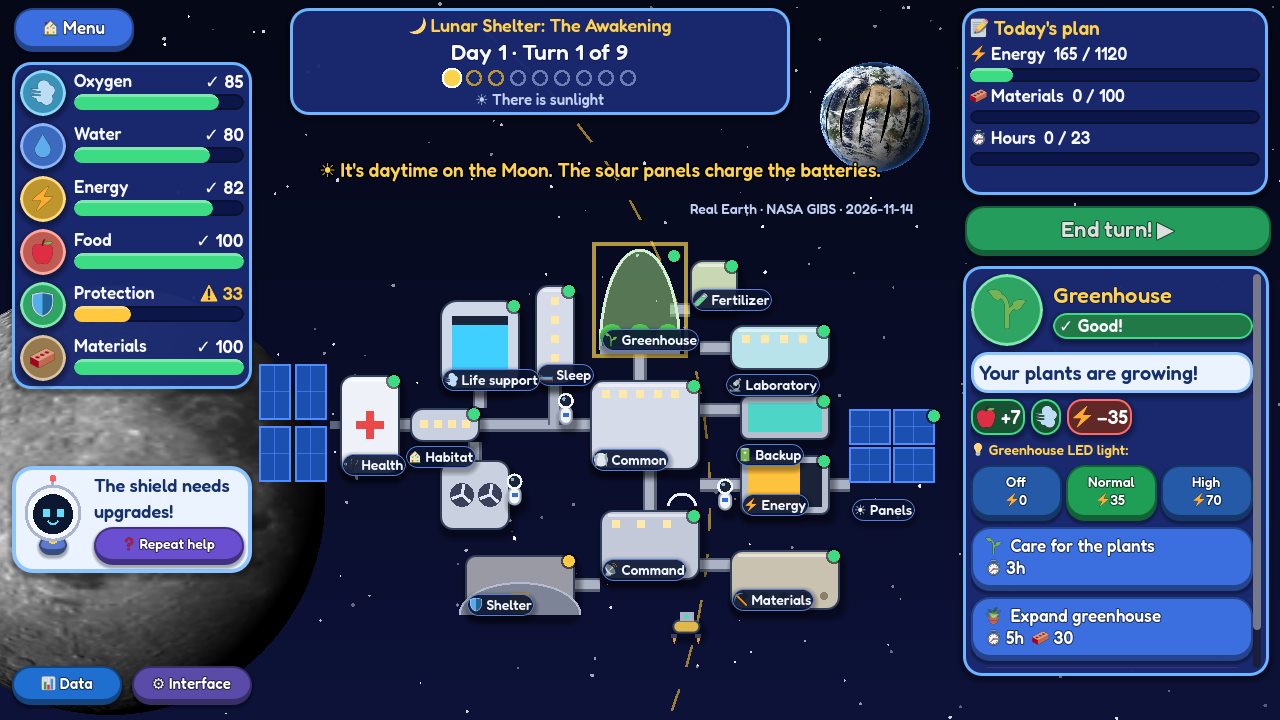 Menu
Oxygen ✓ 85
Water ✓ 80
Energy ✓ 82
Food ✓ 100
Protection 33
Materials ✓ 100
The shield needs
upgrades!
Repeat help
Data
Interface
Lunar Shelter: The Awakening
Day 1 · Turn 1 of 9
There is sunlight
It's daytime on the Moon. The solar panels charge the batteries.
Real Earth · NASA GIBS · 2026-11-14
Fertilizer
Greenhouse
Life support
Sleep
Laboratory
Health
Habitat
Common
Backup
Energy
Panels
Command
Shelter
Materials
Today's plan
Energy 165 / 1120
Materials 0 / 100
Hours 0 / 23
End turn! ▶
Greenhouse
✓ Good!
Your plants are growing!
+7
−35
Greenhouse LED light:
Off
0
Normal
35
High
70
Care for the plants
3h
Expand greenhouse
5h 30